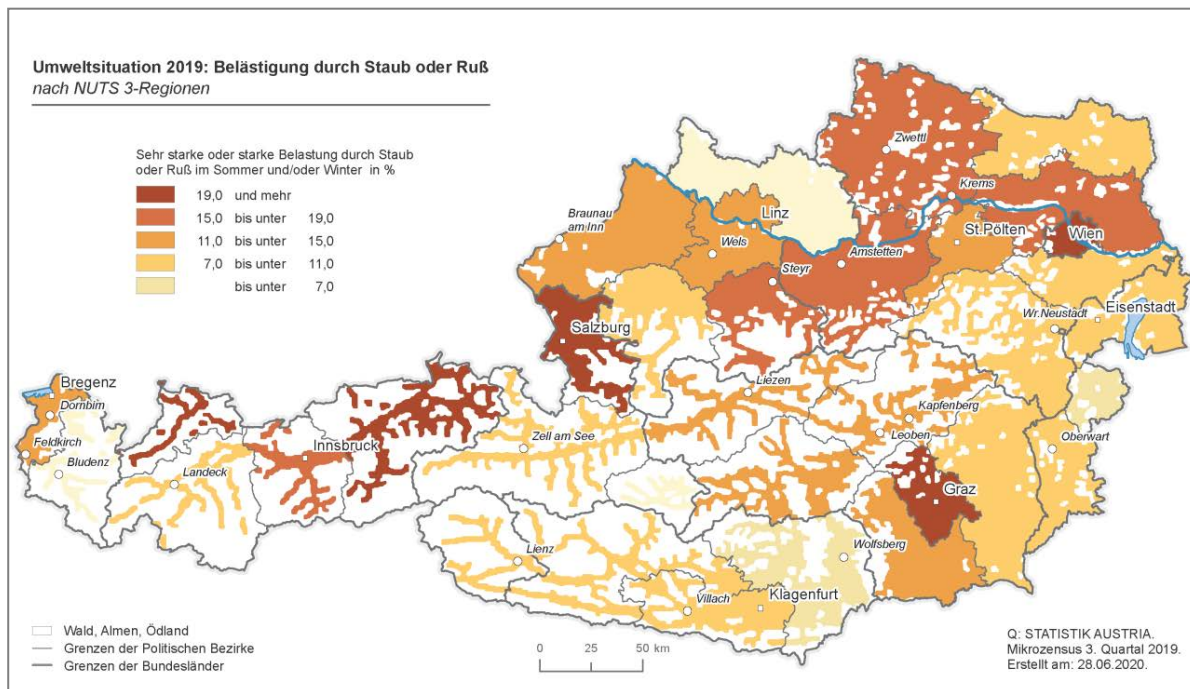 Umweltsituation 2019: Belästigung durch Staub oder Ruß
nach NUTS 3-Regionen
Sehr starke oder starke Belastung durch Staub
oder Ruß im Sommer und/oder Winter in %
19,0 und mehr
15,0 bis unter 19,0
11,0 bis unter 15,0
7,0 bis unter 11,0
bis unter 7,0
Zwettl
Krems
Braunau
am Inn
Linz
Wels
St.Pölten
Wien
Amstetten
Steyr
Eisenstadt
Wr.Neustadt
Salzburg
Bregenz
Dornbirn
Feldkirch
Bludenz
Landeck
Innsbruck
Zell am See
Liezen
Kapfenberg
Leoben
Oberwart
Graz
Lienz
Wolfsberg
Villach
Klagenfurt
Wald, Almen, Ödland
Grenzen der Politischen Bezirke
Grenzen der Bundesländer
0 25 50 km
Q: STATISTIK AUSTRIA.
Mikrozensus 3. Quartal 2019.
Erstellt am: 28.06.2020.